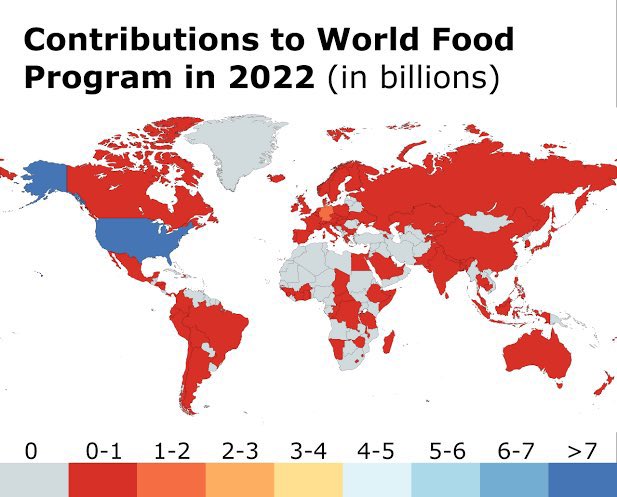 Contributions to World Food
Program in 2022 (in billions)
0 0-1 1-2 2-3 3-4 4-5 5-6 6-7 >7